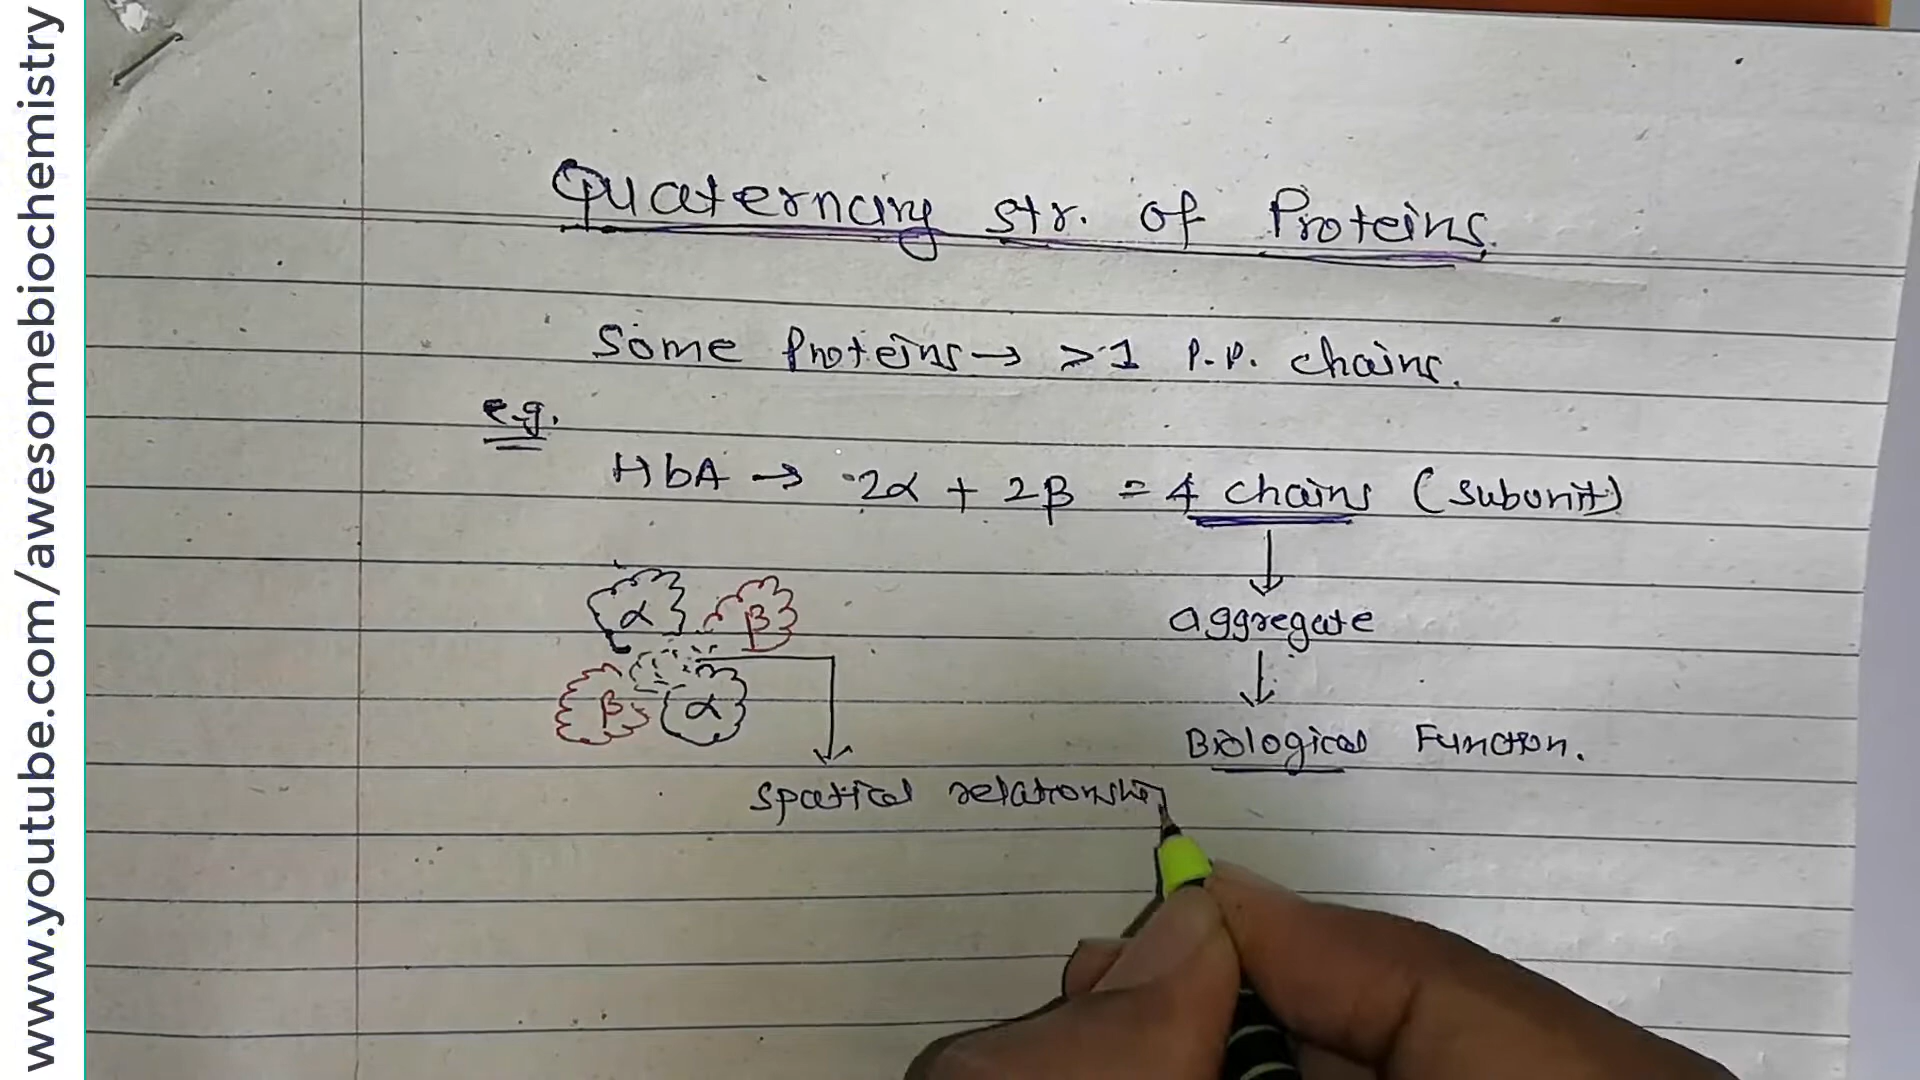 www.youtube.com/awesomebiochemistry
Quaternary str. of Proteins.
Some Proteins → >1 P.P. chains.
e.g.
HbA → 2α + 2β = 4 chains (subunit)
α β
β α
aggregate
Biological Function.
spatial relationship